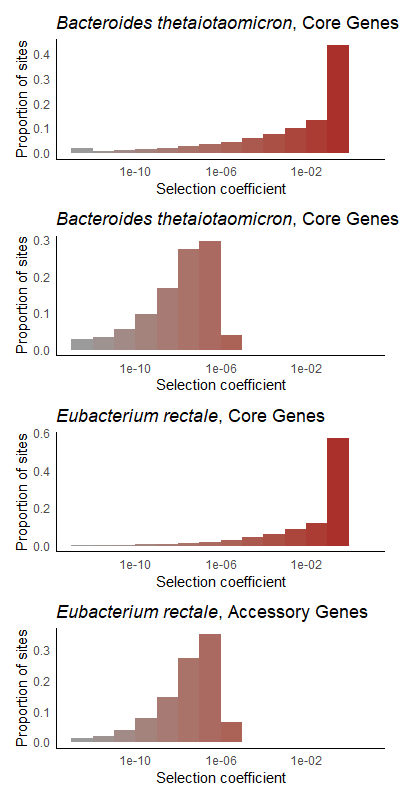 Bacteroides thetaiotaomicron, Core Genes
Proportion of sites
0.4
0.3
0.2
0.1
0.0
1e-10 1e-06 1e-02
Selection coefficient
Bacteroides thetaiotaomicron, Core Genes
Proportion of sites
0.3
0.2
0.1
0.0
1e-10 1e-06 1e-02
Selection coefficient
Eubacterium rectale, Core Genes
Proportion of sites
0.6
0.4
0.2
0.0
1e-10 1e-06 1e-02
Selection coefficient
Eubacterium rectale, Accessory Genes
Proportion of sites
0.3
0.2
0.1
0.0
1e-10 1e-06 1e-02
Selection coefficient